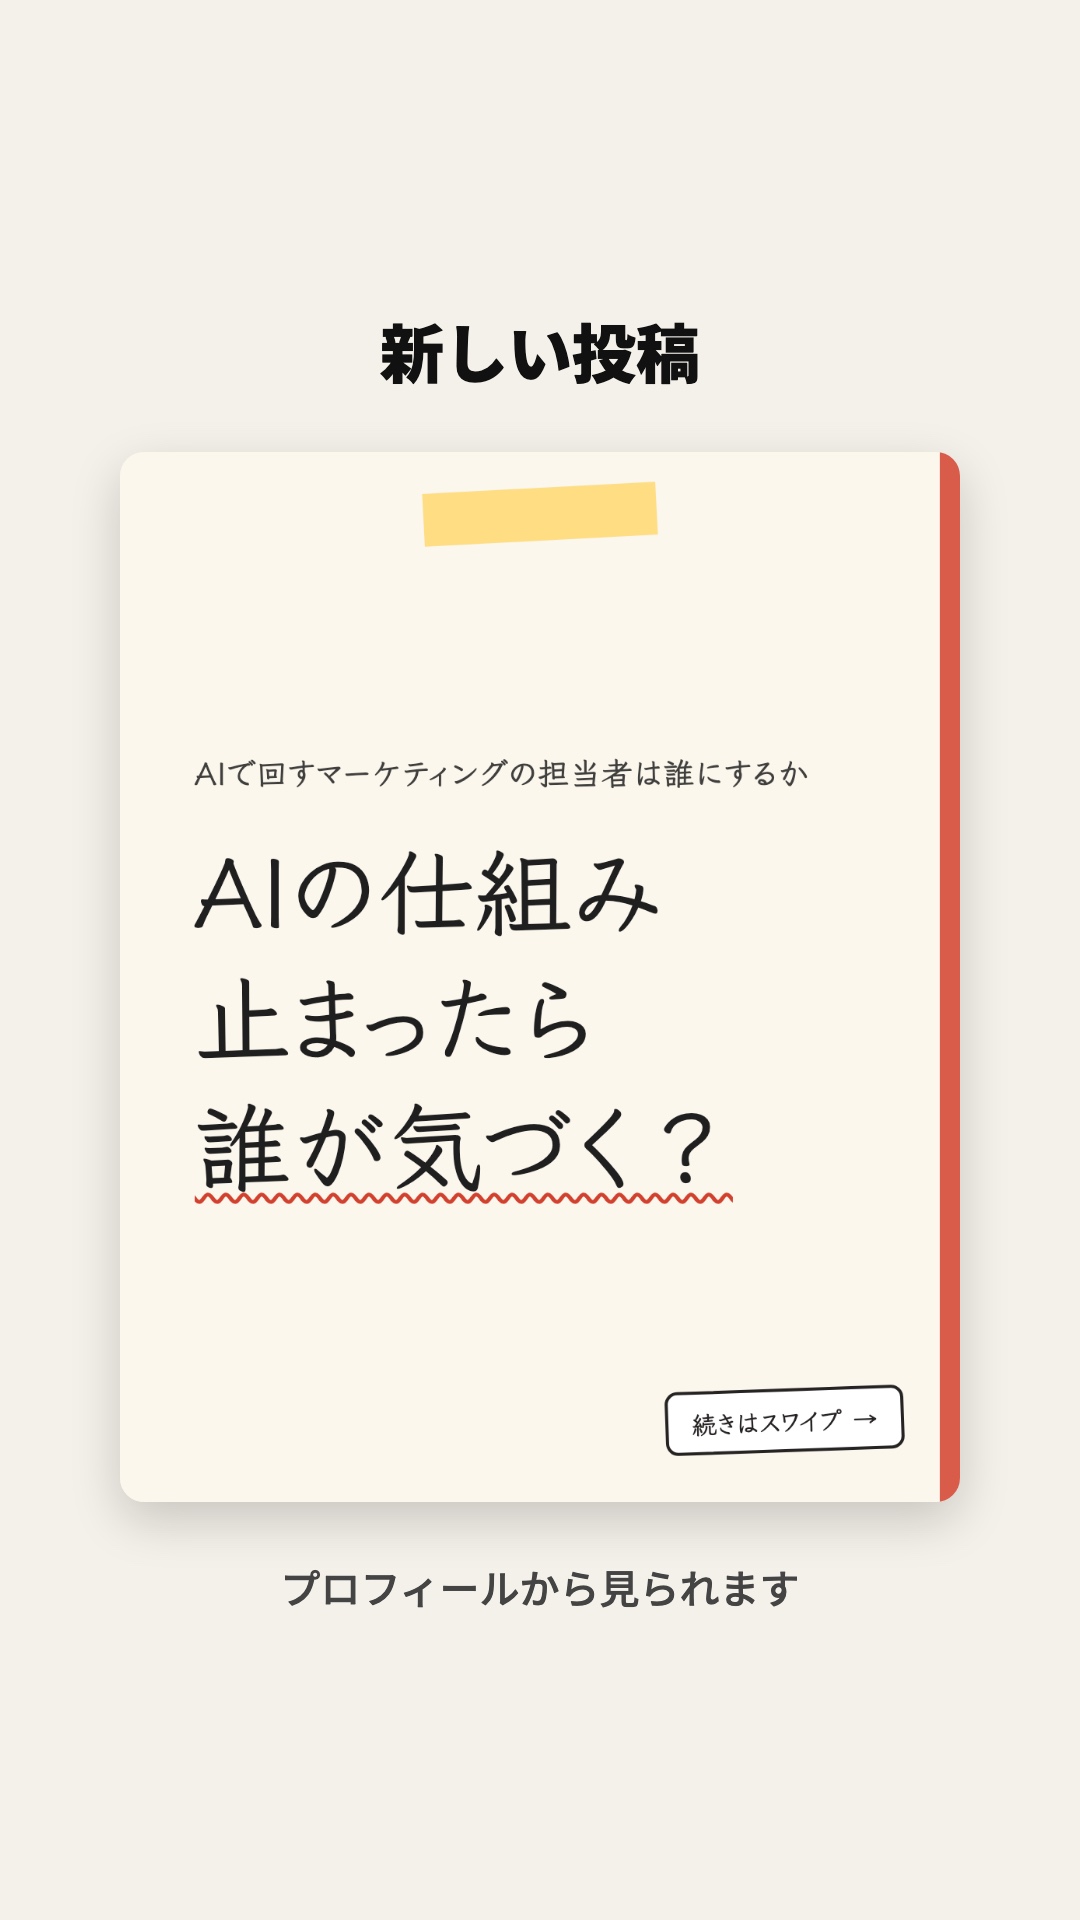 新しい投稿
AIで回すマーケティングの担当者は誰にするか
AIの仕組み
止まったら
誰が気づく？
続きはスワイプ →
プロフィールから見られます